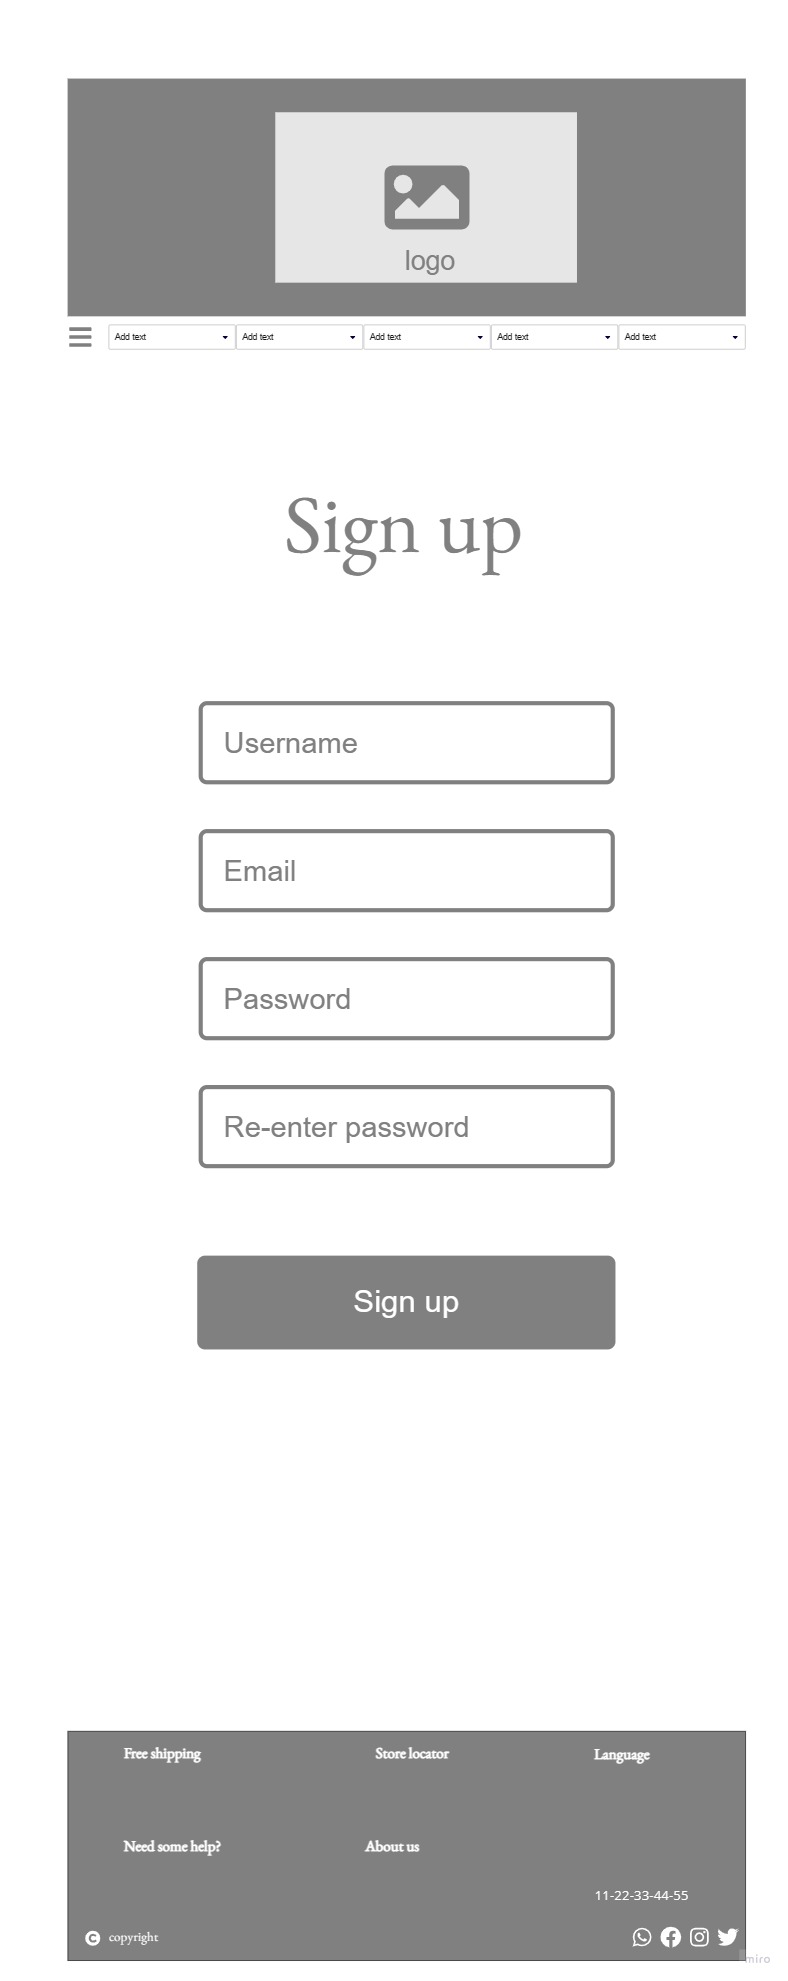 logo
Add text Add text Add text Add text Add text
Sign up
Username
Email
Password
Re-enter password
Sign up
Free shipping Store locator Language
Need some help? About us
11-22-33-44-55
copyright
miro